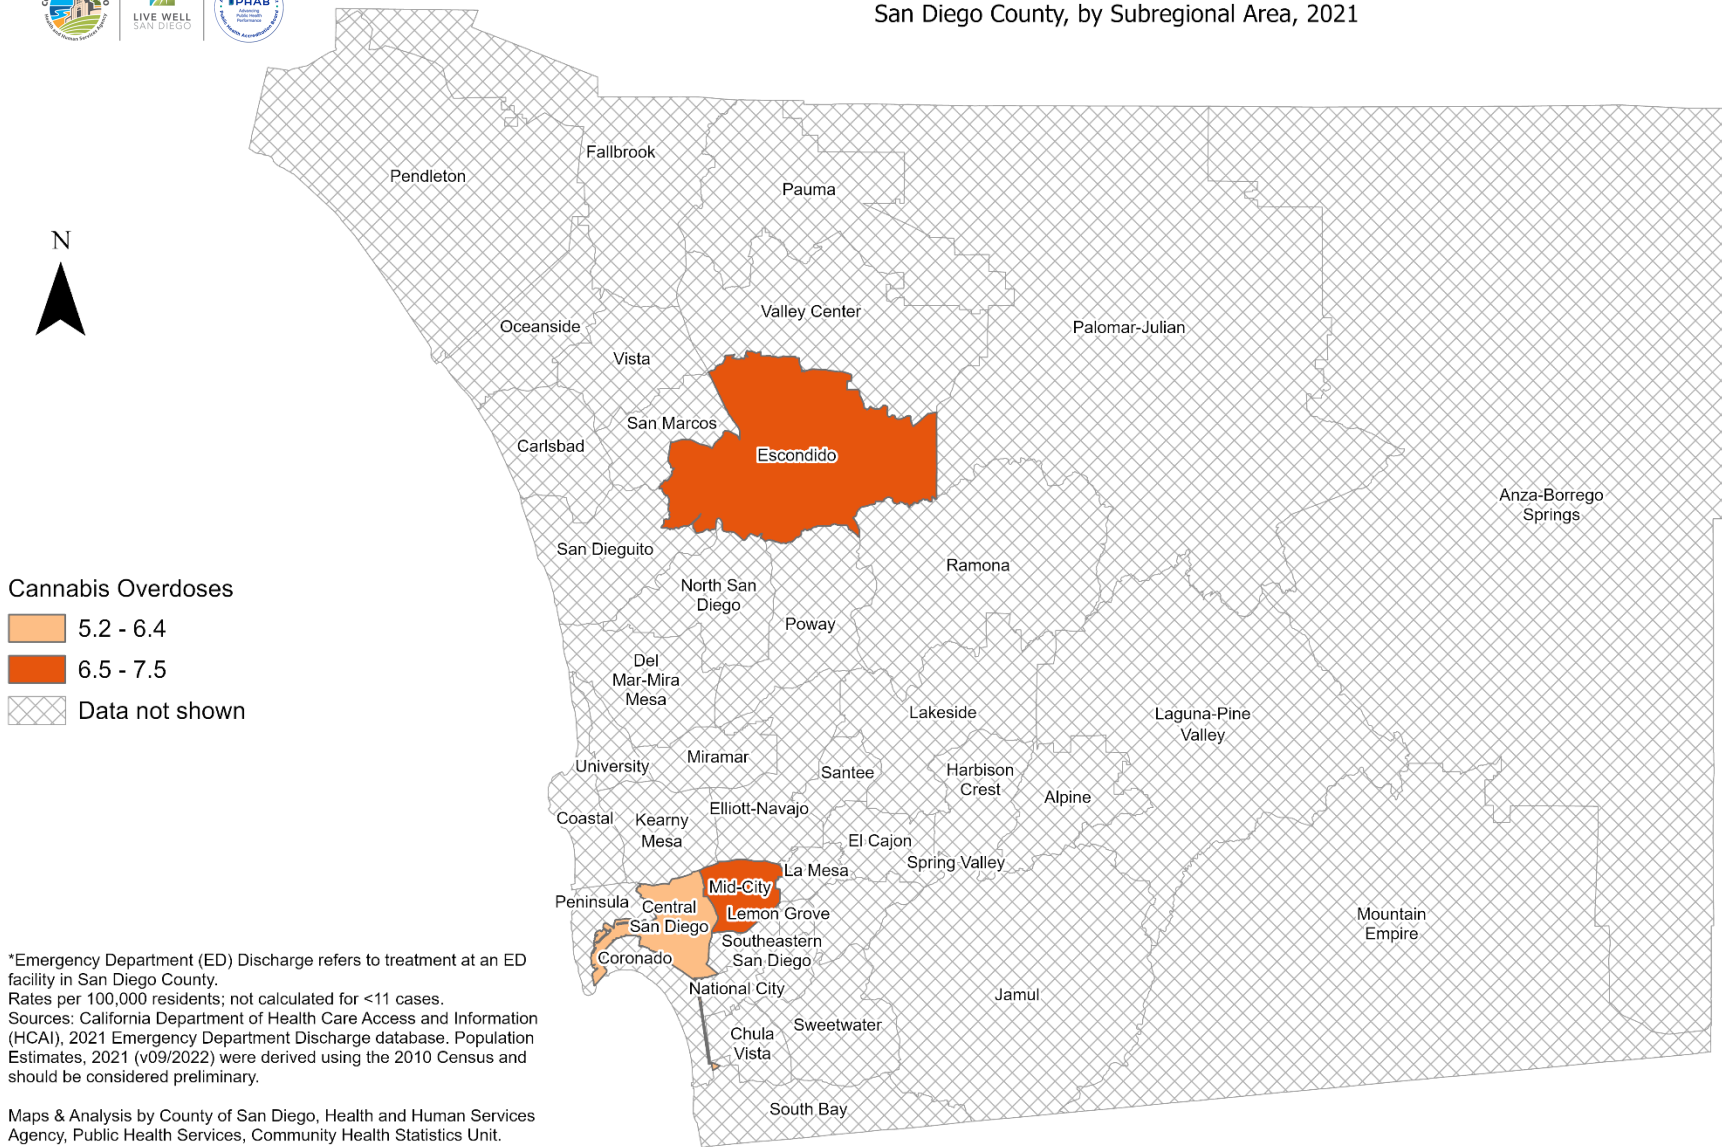 PHAB
Advancing
Public Health
Performance
LIVE WELL
SAN DIEGO
San Diego County, by Subregional Area, 2021
Fallbrook
Pendleton
Pauma
N
Valley Center
Oceanside
Palomar-Julian
Vista
San Marcos
Carlsbad
Escondido
Anza-Borrego
Springs
San Dieguito
Ramona
North San
Diego
Poway
Cannabis Overdoses
5.2 - 6.4
6.5 - 7.5
Data not shown
Del
Mar-Mira
Mesa
Lakeside
Laguna-Pine
Valley
Miramar
University
Santee
Harbison
Crest
Alpine
Elliott-Navajo
Coastal
Kearny
Mesa
El Cajon
Spring Valley
La Mesa
Mid-City
Peninsula
Central
San Diego
Lemon Grove
Mountain
Empire
Southeastern
San Diego
Coronado
National City
Jamul
Sweetwater
Chula
Vista
South Bay
*Emergency Department (ED) Discharge refers to treatment at an ED
facility in San Diego County.
Rates per 100,000 residents; not calculated for <11 cases.
Sources: California Department of Health Care Access and Information
(HCAI), 2021 Emergency Department Discharge database. Population
Estimates, 2021 (v09/2022) were derived using the 2010 Census and
should be considered preliminary.
Maps & Analysis by County of San Diego, Health and Human Services
Agency, Public Health Services, Community Health Statistics Unit.